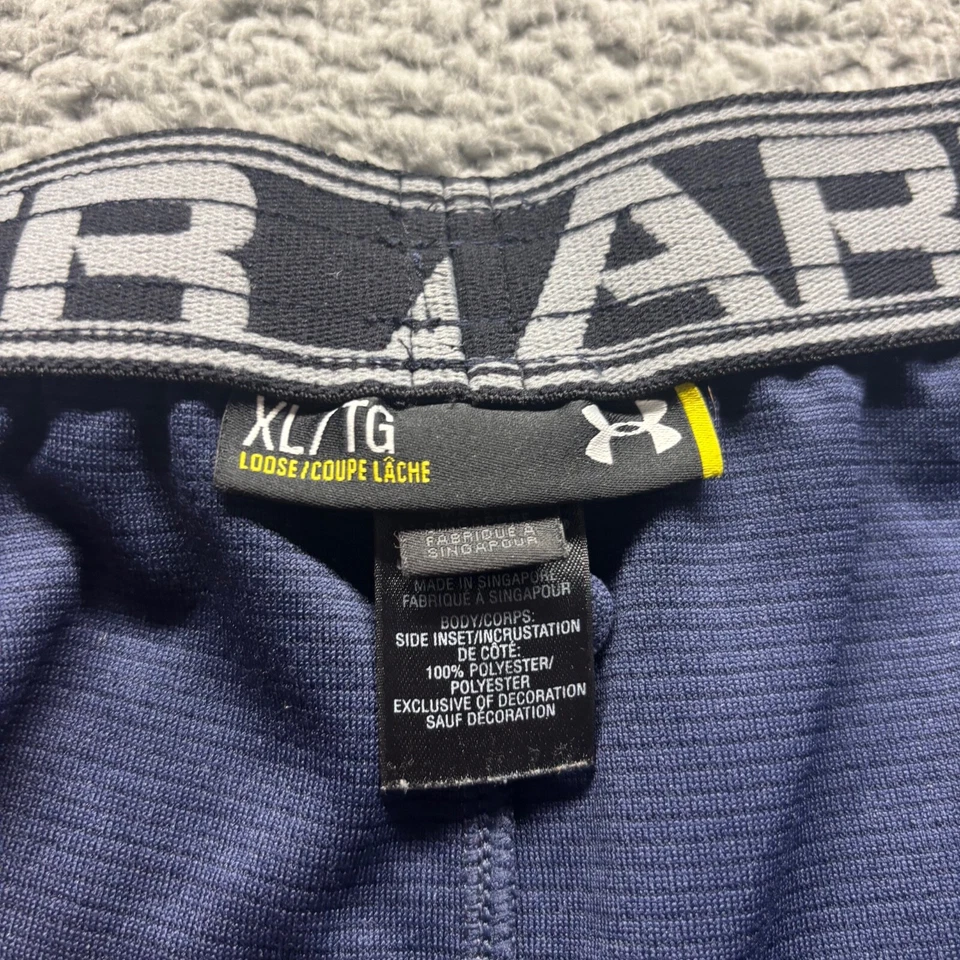 R AR
XL/TG
LOOSE/COUPE LÂCHE
FABRIQUÉ À
SINGAPOUR
MADE IN SINGAPORE
FABRIQUÉ À SINGAPOUR
BODY/CORPS:
SIDE INSET/INCRUSTATION
DE CÔTÉ:
100% POLYESTER/
POLYESTER
EXCLUSIVE OF DECORATION
SAUF DÉCORATION